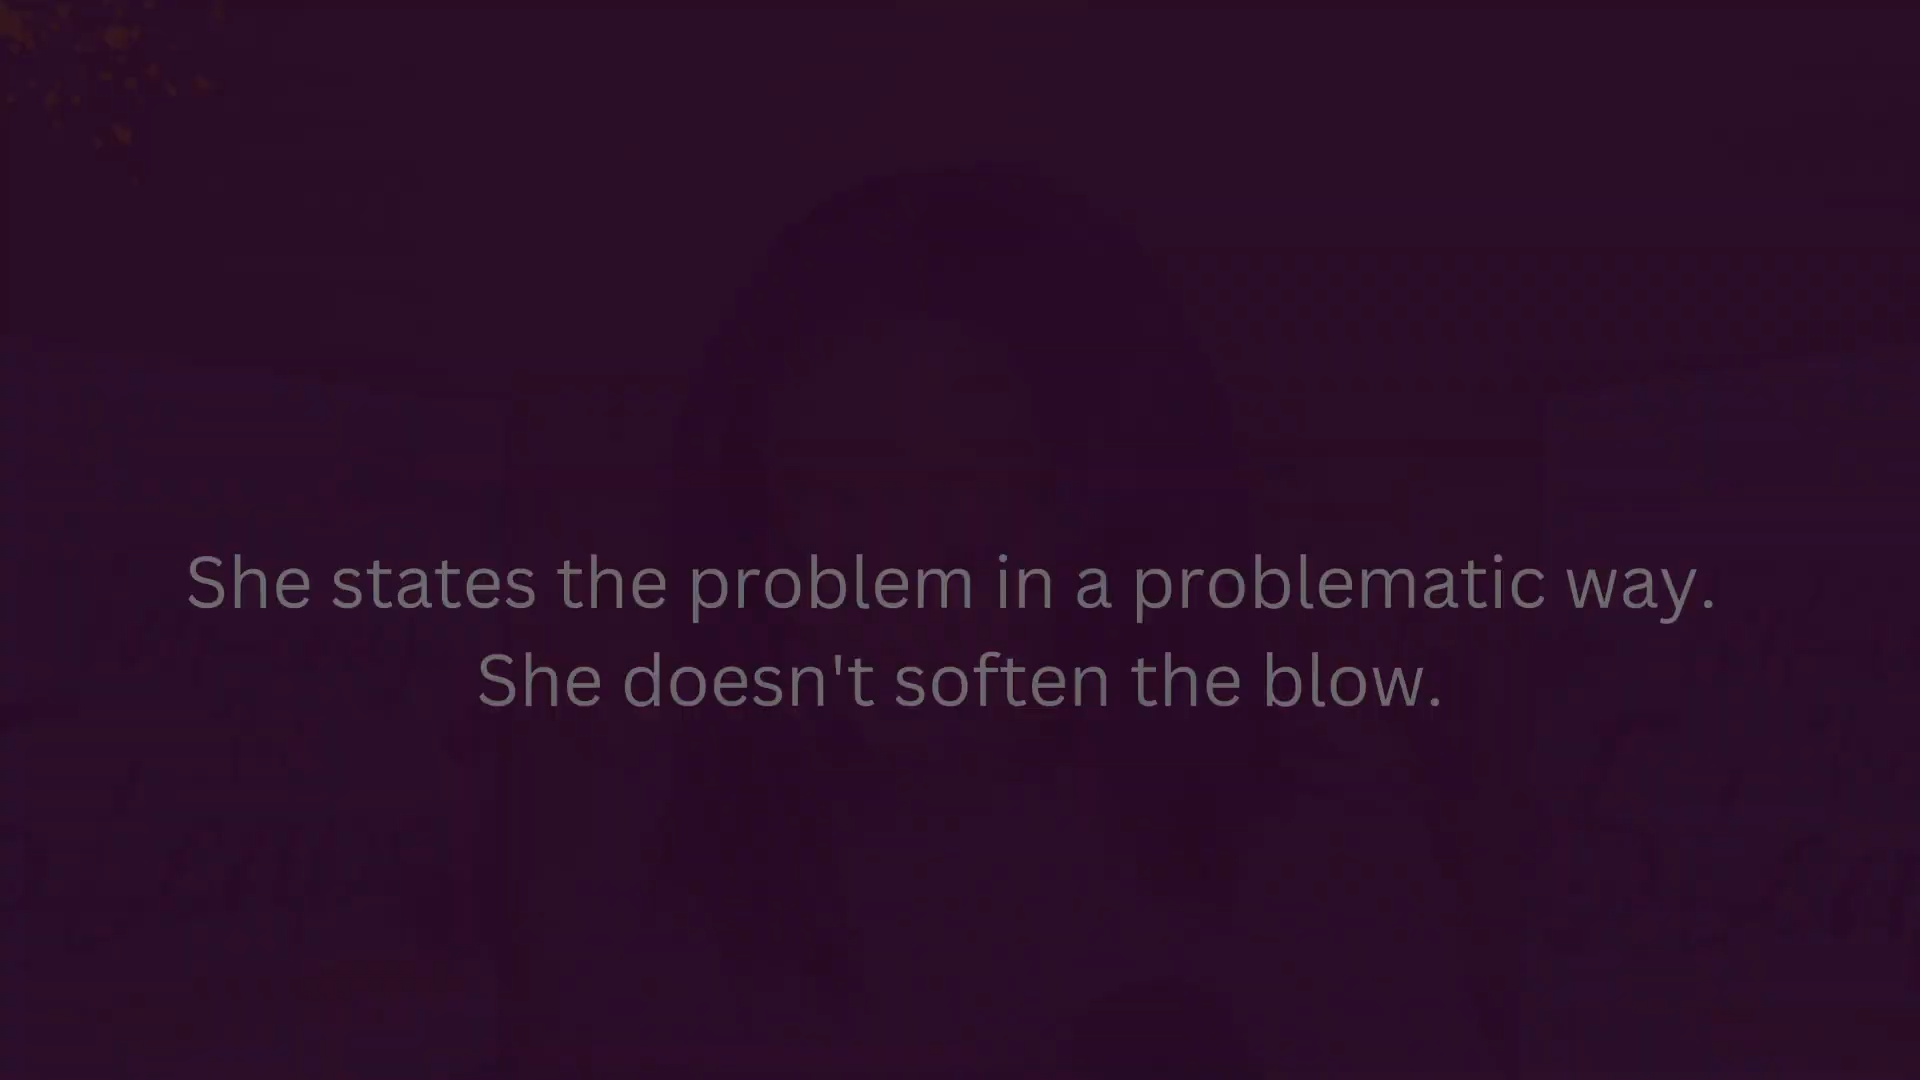 She states the problem in a problematic way.
She doesn't soften the blow.